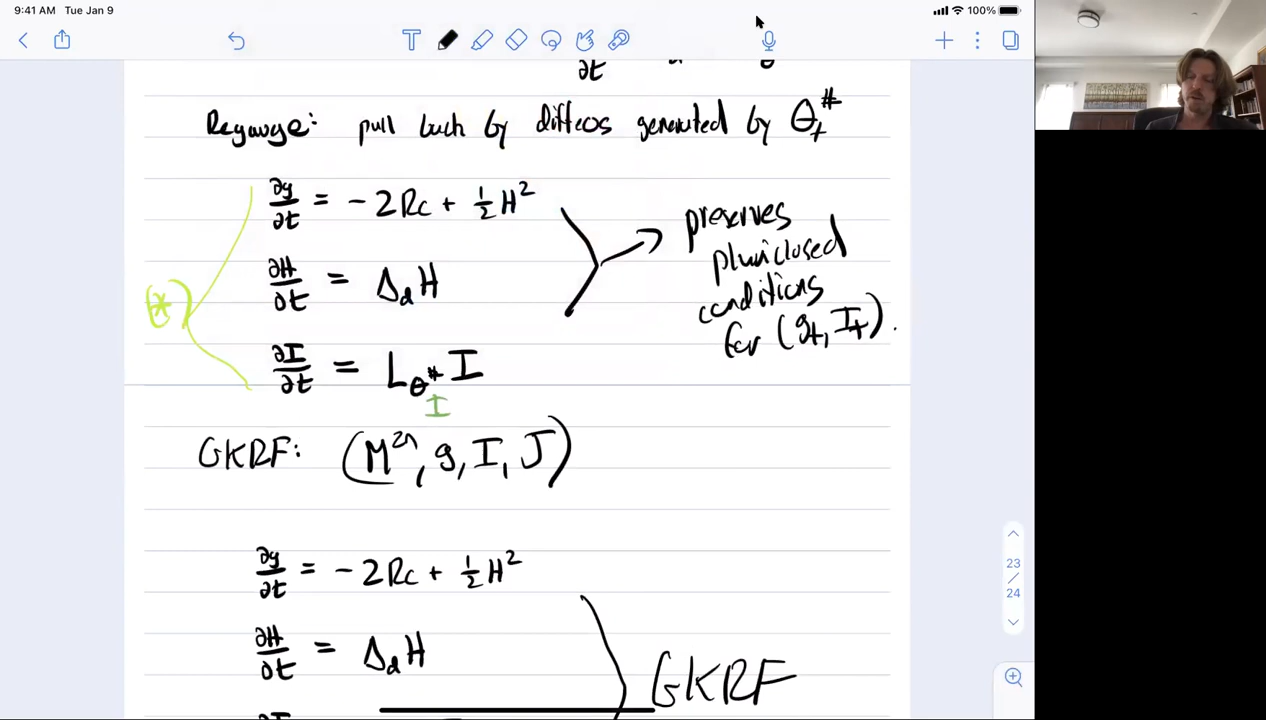 9:41 AM Tue Jan 9
100%
T
∂t
Regauge: pull back by diffeos generated by θ_t^#
∂g/∂t = -2Rc + ½H²
∂H/∂t = Δ_d H
(*)
∂I/∂t = L_{θ_I^#} I
preserves
pluriclosed
conditions
for (g_t, I_t).
GKRF: (M²ⁿ, g, I, J)
∂g/∂t = -2Rc + ½H²
∂H/∂t = Δ_d H
GKRF
∂I
23
/
24